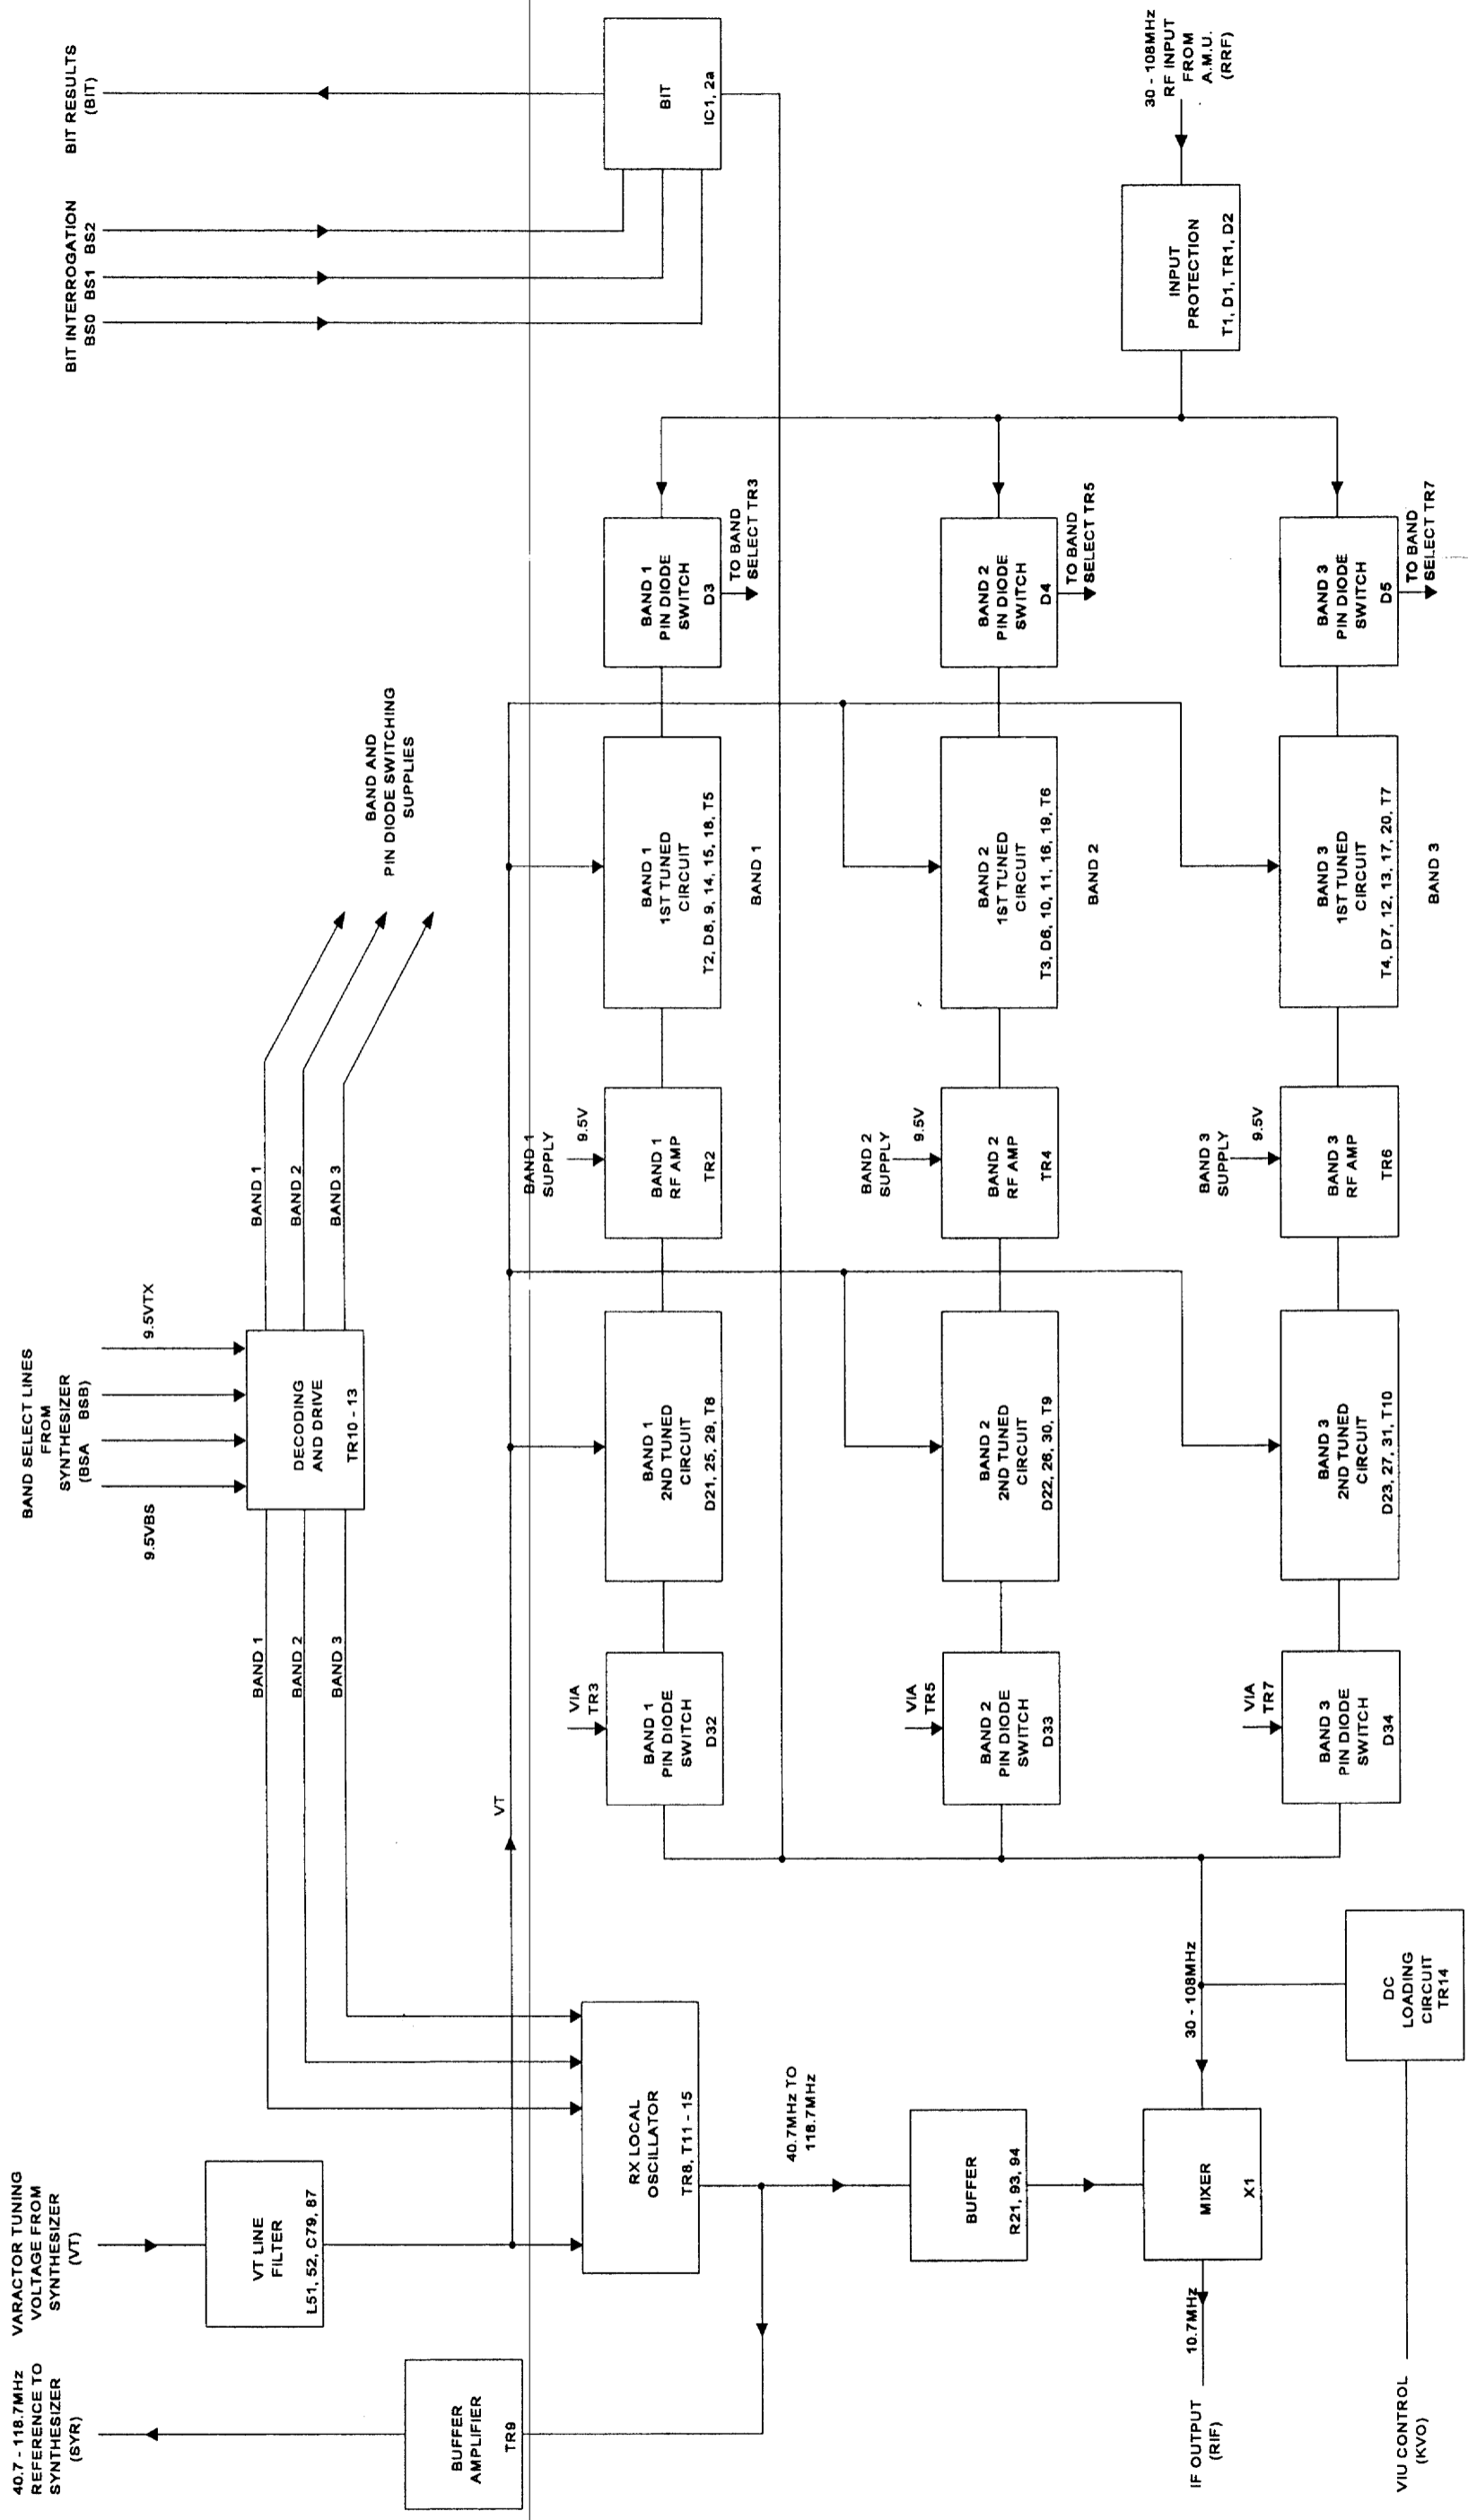 40.7 - 118.7MHz
REFERENCE TO
SYNTHESIZER
(SYR)
VARACTOR TUNING
VOLTAGE FROM
SYNTHESIZER
(VT)
BAND SELECT LINES
FROM
SYNTHESIZER
(BSA BSB)
9.5VBS
9.5VTX
BIT INTERROGATION
BS0 BS1 BS2
BIT RESULTS
(BIT)
VT LINE
FILTER
L51, 52, C79, 87
DECODING
AND DRIVE
TR10 - 13
BAND 1
BAND 2
BAND 3
BAND 1
BAND 2
BAND 3
BAND AND
PIN DIODE SWITCHING
SUPPLIES
BUFFER
AMPLIFIER
TR9
VT
RX LOCAL
OSCILLATOR
TR8, T11 - 15
VIA
TR3
BAND 1
PIN DIODE
SWITCH
D32
BAND 1
2ND TUNED
CIRCUIT
D21, 25, 29, T8
BAND 1
SUPPLY
9.5V
BAND 1
RF AMP
TR2
BAND 1
1ST TUNED
CIRCUIT
T2, D8, 9, 14, 15, 18, T5
BAND 1
BAND 1
PIN DIODE
SWITCH
D3
TO BAND
SELECT TR3
BIT
IC1, 2a
40.7MHz TO
118.7MHz
BUFFER
R21, 93, 94
VIA
TR5
BAND 2
PIN DIODE
SWITCH
D33
BAND 2
2ND TUNED
CIRCUIT
D22, 26, 30, T9
BAND 2
SUPPLY
9.5V
BAND 2
RF AMP
TR4
BAND 2
1ST TUNED
CIRCUIT
T3, D6, 10, 11, 16, 19, T6
BAND 2
BAND 2
PIN DIODE
SWITCH
D4
TO BAND
SELECT TR5
INPUT
PROTECTION
T1, D1, TR1, D2
30 - 108MHz
RF INPUT
FROM
A.M.U.
(RRF)
MIXER
X1
10.7MHz
IF OUTPUT
(RIF)
30 - 108MHz
VIA
TR7
BAND 3
PIN DIODE
SWITCH
D34
BAND 3
2ND TUNED
CIRCUIT
D23, 27, 31, T10
BAND 3
SUPPLY
9.5V
BAND 3
RF AMP
TR6
BAND 3
1ST TUNED
CIRCUIT
T4, D7, 12, 13, 17, 20, T7
BAND 3
BAND 3
PIN DIODE
SWITCH
D5
TO BAND
SELECT TR7
DC
LOADING
CIRCUIT
TR14
VIU CONTROL
(KVO)